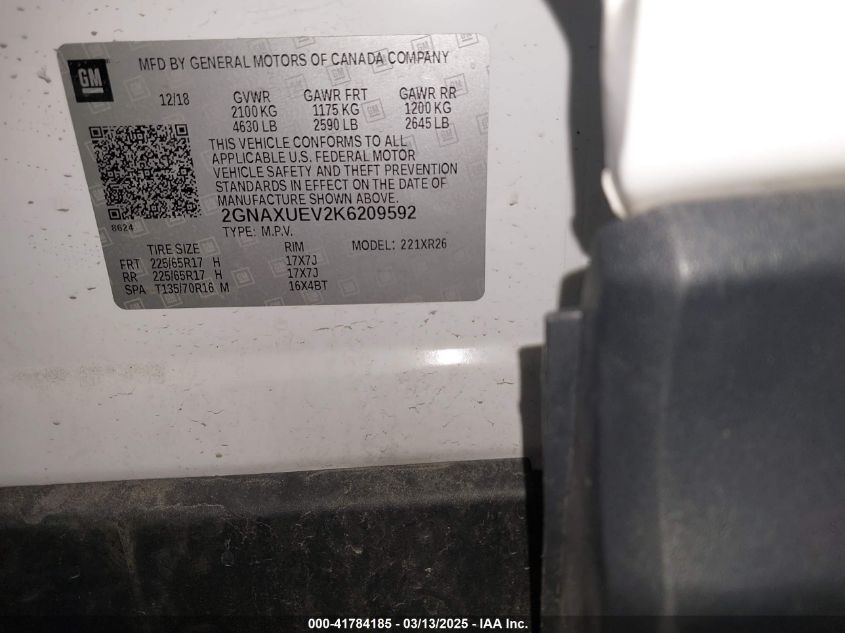 GM
MFD BY GENERAL MOTORS OF CANADA COMPANY
12/18 GVWR GAWR FRT GAWR RR
2100 KG 1175 KG 1200 KG
4630 LB 2590 LB 2645 LB
THIS VEHICLE CONFORMS TO ALL
APPLICABLE U.S. FEDERAL MOTOR
VEHICLE SAFETY AND THEFT PREVENTION
STANDARDS IN EFFECT ON THE DATE OF
MANUFACTURE SHOWN ABOVE.
8624 2GNAXUEV2K6209592
TYPE: M.P.V. MODEL: 221XR26
TIRE SIZE RIM
FRT 225/65R17 H 17X7J
RR 225/65R17 H 17X7J
SPA T135/70R16 M 16X4BT
000-41784185 - 03/13/2025 - IAA Inc.